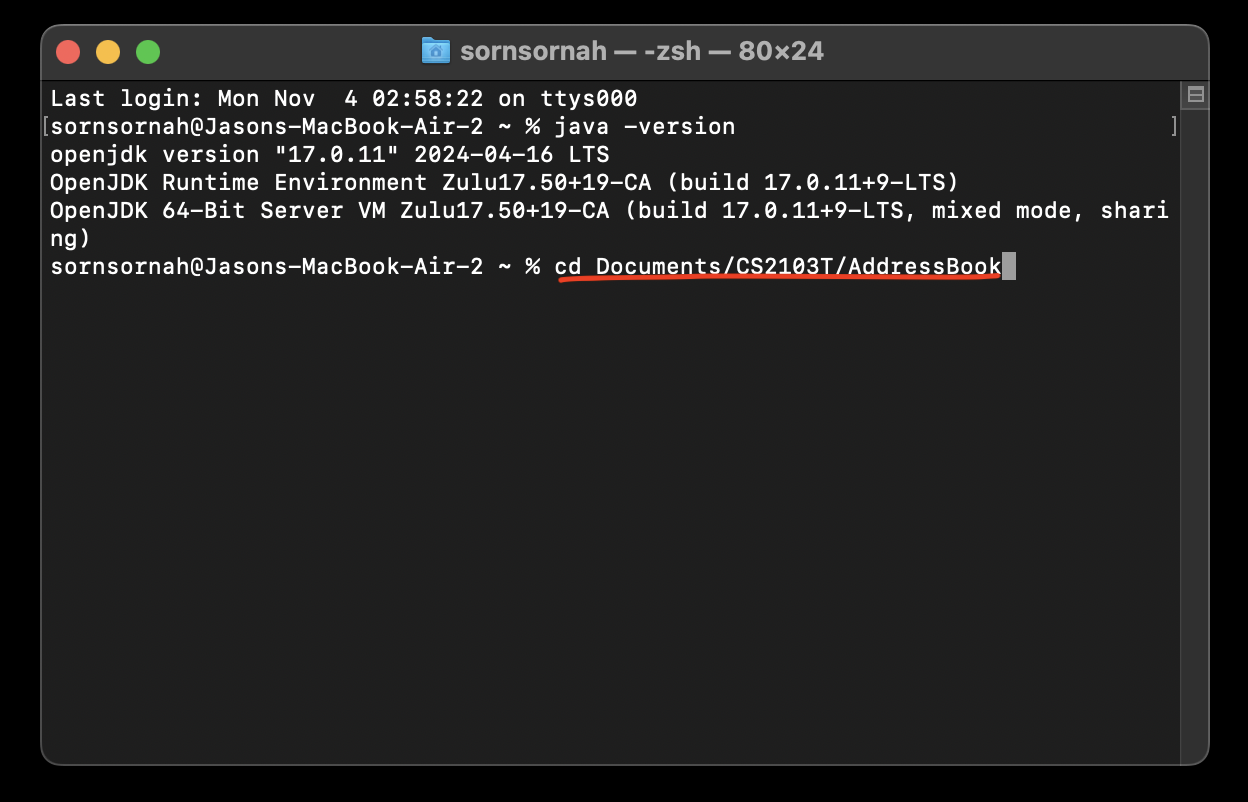 sornsornah — -zsh — 80×24
Last login: Mon Nov  4 02:58:22 on ttys000
[sornsornah@Jasons-MacBook-Air-2 ~ % java -version ]
openjdk version "17.0.11" 2024-04-16 LTS
OpenJDK Runtime Environment Zulu17.50+19-CA (build 17.0.11+9-LTS)
OpenJDK 64-Bit Server VM Zulu17.50+19-CA (build 17.0.11+9-LTS, mixed mode, shari
ng)
sornsornah@Jasons-MacBook-Air-2 ~ % cd Documents/CS2103T/AddressBook